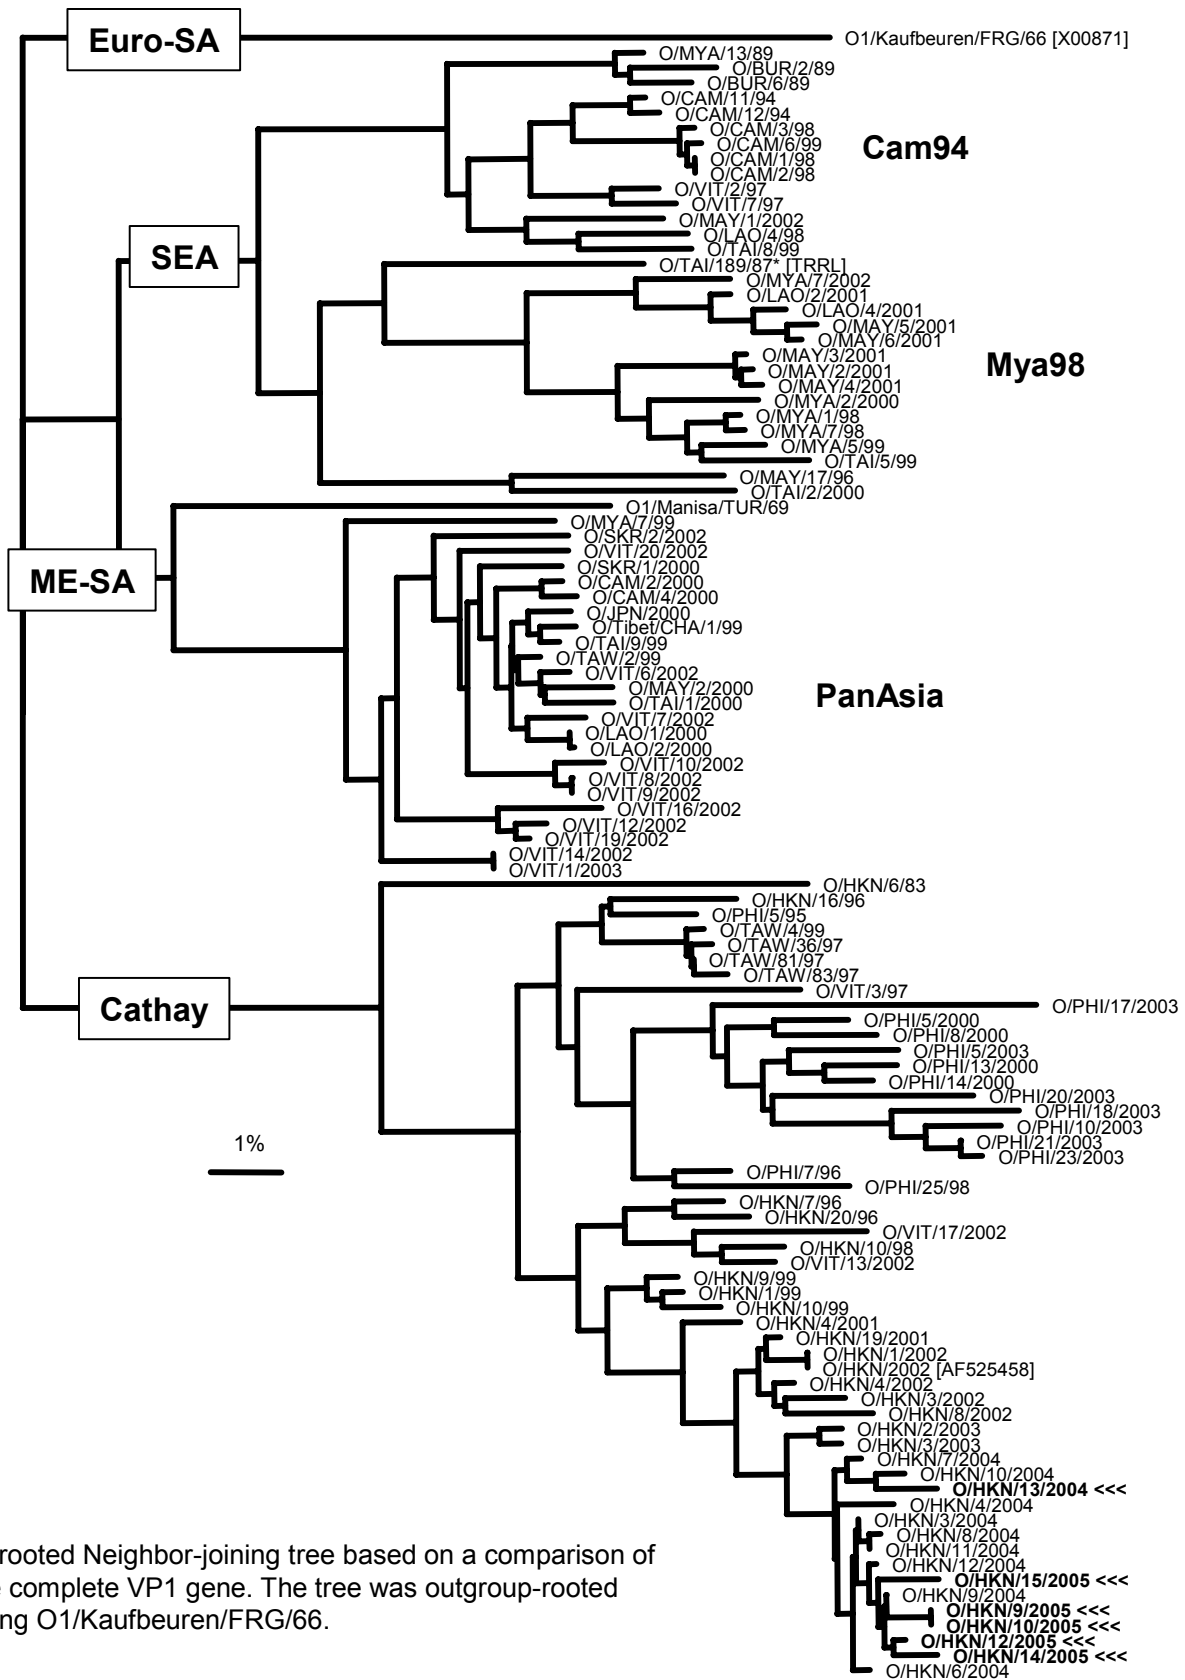 Euro-SA
O1/Kaufbeuren/FRG/66 [X00871]
O/MYA/13/89
O/BUR/2/89
O/BUR/6/89
O/CAM/11/94
O/CAM/12/94
O/CAM/3/98
O/CAM/6/99
Cam94
O/CAM/1/98
O/CAM/2/98
O/VIT/2/97
O/VIT/7/97
O/MAY/1/2002
O/LAO/4/98
O/TAI/8/99
SEA
O/TAI/189/87* [TRRL]
O/MYA/7/2002
O/LAO/2/2001
O/LAO/4/2001
O/MAY/5/2001
O/MAY/6/2001
O/MAY/3/2001
Mya98
O/MAY/2/2001
O/MAY/4/2001
O/MYA/2/2000
O/MYA/1/98
O/MYA/7/98
O/MYA/5/99
O/TAI/5/99
O/MAY/17/96
O/TAI/2/2000
O1/Manisa/TUR/69
O/MYA/7/99
O/SKR/2/2002
O/VIT/20/2002
O/SKR/1/2000
ME-SA
O/CAM/2/2000
O/CAM/4/2000
O/JPN/2000
O/Tibet/CHA/1/99
O/TAI/9/99
O/TAW/2/99
O/VIT/6/2002
O/MAY/2/2000
PanAsia
O/TAI/1/2000
O/VIT/7/2002
O/LAO/1/2000
O/LAO/2/2000
O/VIT/10/2002
O/VIT/8/2002
O/VIT/9/2002
O/VIT/16/2002
O/VIT/12/2002
O/VIT/19/2002
O/VIT/14/2002
O/VIT/1/2003
O/HKN/6/83
O/HKN/16/96
O/PHI/5/95
O/TAW/4/99
O/TAW/36/97
O/TAW/81/97
O/TAW/83/97
O/VIT/3/97
Cathay
O/PHI/17/2003
O/PHI/5/2000
O/PHI/8/2000
O/PHI/5/2003
O/PHI/13/2000
O/PHI/14/2000
O/PHI/20/2003
O/PHI/18/2003
O/PHI/10/2003
1%
O/PHI/21/2003
O/PHI/23/2003
O/PHI/7/96
O/PHI/25/98
O/HKN/7/96
O/HKN/20/96
O/VIT/17/2002
O/HKN/10/98
O/VIT/13/2002
O/HKN/9/99
O/HKN/1/99
O/HKN/10/99
O/HKN/4/2001
O/HKN/19/2001
O/HKN/1/2002
O/HKN/2002 [AF525458]
O/HKN/4/2002
O/HKN/3/2002
O/HKN/8/2002
O/HKN/2/2003
O/HKN/3/2003
O/HKN/7/2004
O/HKN/10/2004
O/HKN/13/2004 <<<
O/HKN/4/2004
O/HKN/3/2004
O/HKN/8/2004
O/HKN/11/2004
O/HKN/12/2004
O/HKN/15/2005 <<<
O/HKN/9/2004
O/HKN/9/2005 <<<
O/HKN/10/2005 <<<
O/HKN/12/2005 <<<
O/HKN/14/2005 <<<
O/HKN/6/2004
rooted Neighbor-joining tree based on a comparison of
e complete VP1 gene. The tree was outgroup-rooted
ng O1/Kaufbeuren/FRG/66.